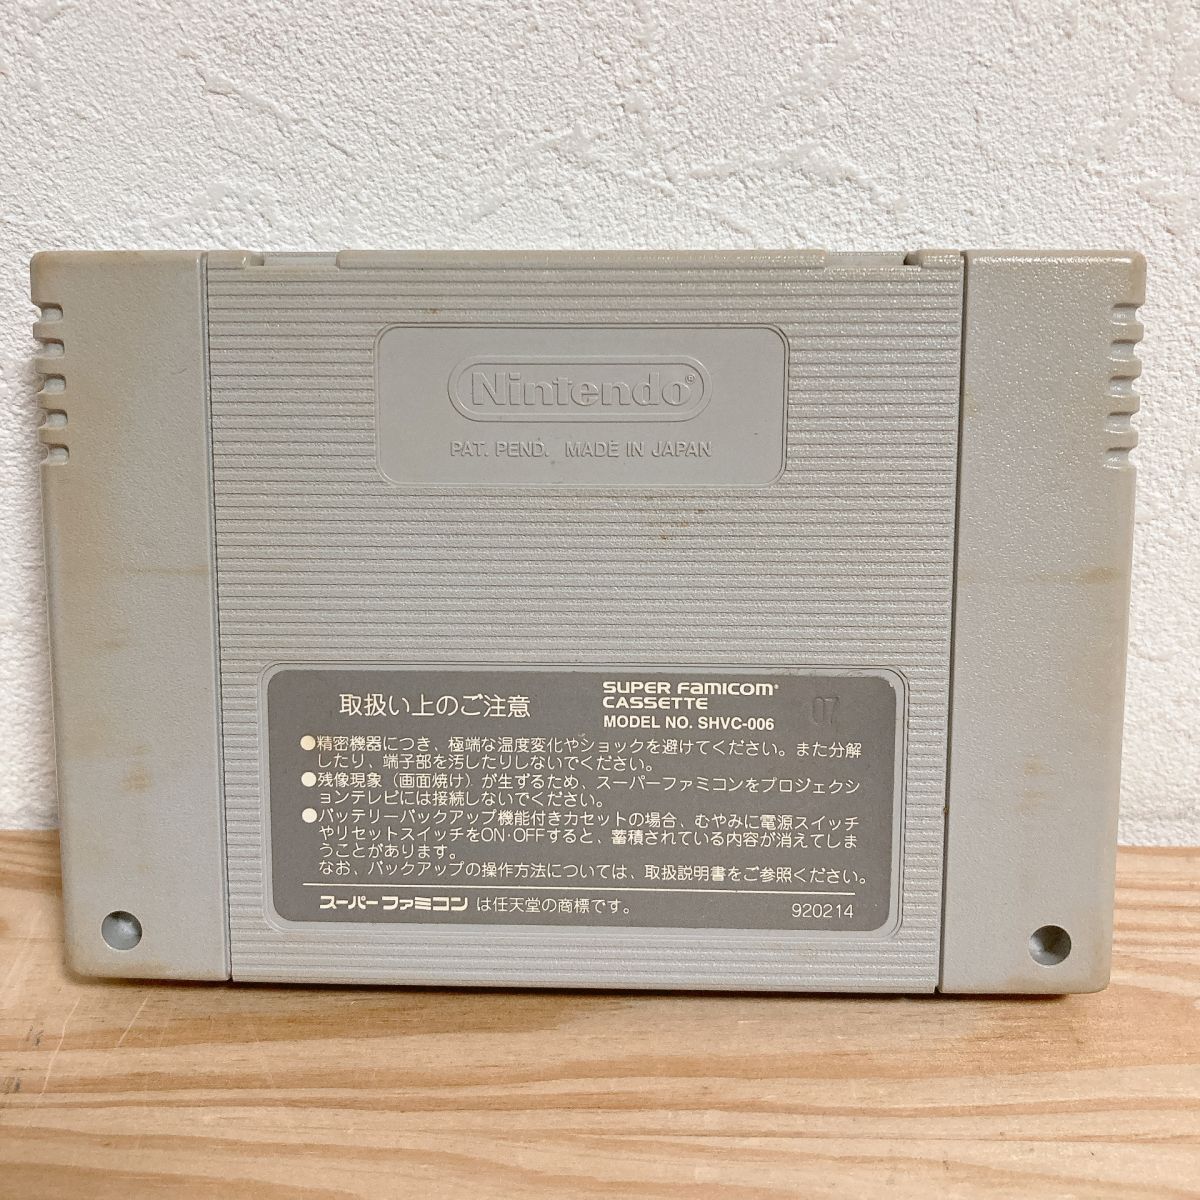 Nintendo®
PAT. PEND. MADE IN JAPAN
取扱い上のご注意
SUPER FAMICOM®
CASSETTE
MODEL NO. SHVC-006
07
●精密機器につき、極端な温度変化やショックを避けてください。また分解
したり、端子部を汚したりしないでください。
●残像現象（画面焼け）が生ずるため、スーパーファミコンをプロジェクシ
ョンテレビには接続しないでください。
●バッテリーバックアップ機能付きカセットの場合、むやみに電源スイッチ
やリセットスイッチをON・OFFすると、蓄積されている内容が消えてしま
うことがあります。
なお、バックアップの操作方法については、取扱説明書をご参照ください。
スーパーファミコン は任天堂の商標です。
920214